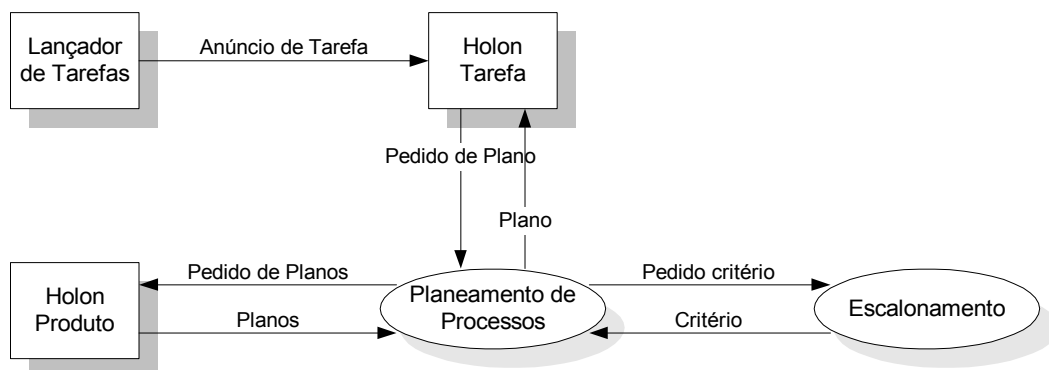 Lançador
de Tarefas
Anúncio de Tarefa
Holon
Tarefa
Pedido de Plano
Plano
Holon
Produto
Pedido de Planos
Planos
Planeamento de
Processos
Pedido critério
Critério
Escalonamento